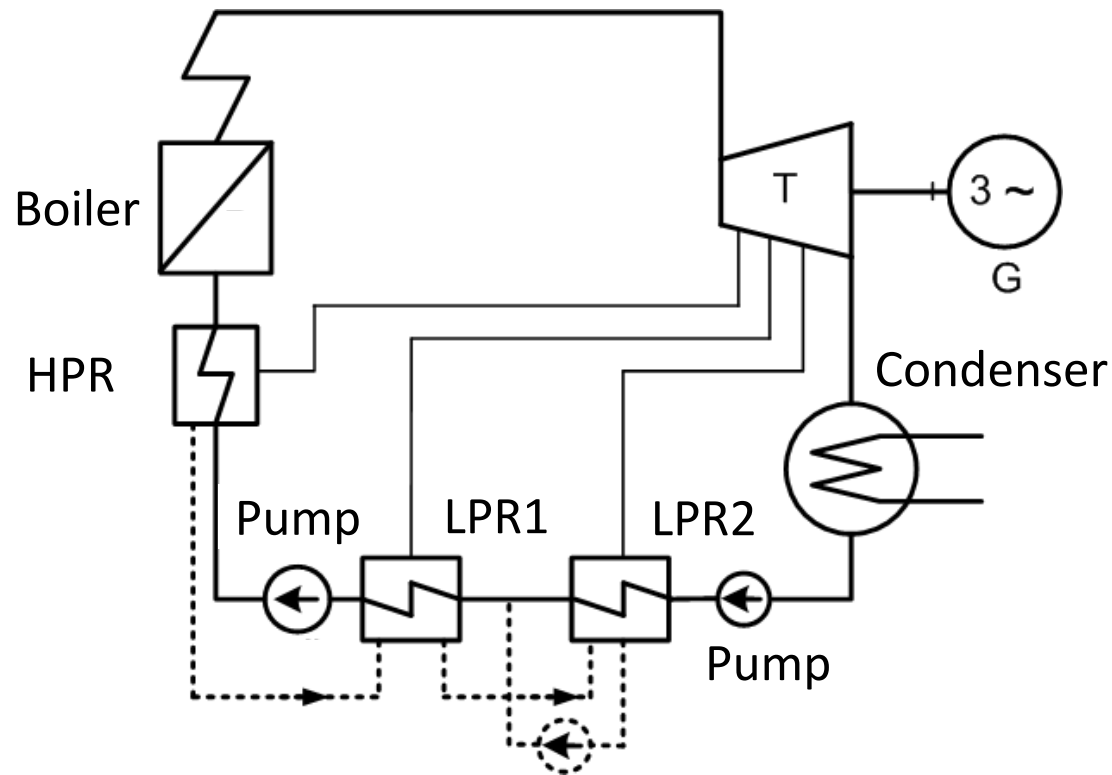 T
3 ~
Boiler
G
HPR
Condenser
Pump
LPR1
LPR2
Pump